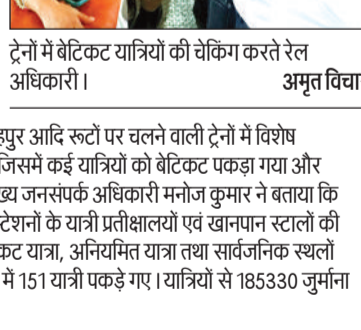 ट्रेनों में बेटिकट यात्रियों की चेकिंग करते रेल
अधिकारी। अमृत विचा
हपुर आदि रूटों पर चलने वाली ट्रेनों में विशेष
जिसमें कई यात्रियों को बेटिकट पकड़ा गया और
ख्य जनसंपर्क अधिकारी मनोज कुमार ने बताया कि
टेशनों के यात्री प्रतीक्षालयों एवं खानपान स्टालों की
कट यात्रा, अनियमित यात्रा तथा सार्वजनिक स्थलों
में 151 यात्री पकड़े गए। यात्रियों से 185330 जुर्माना